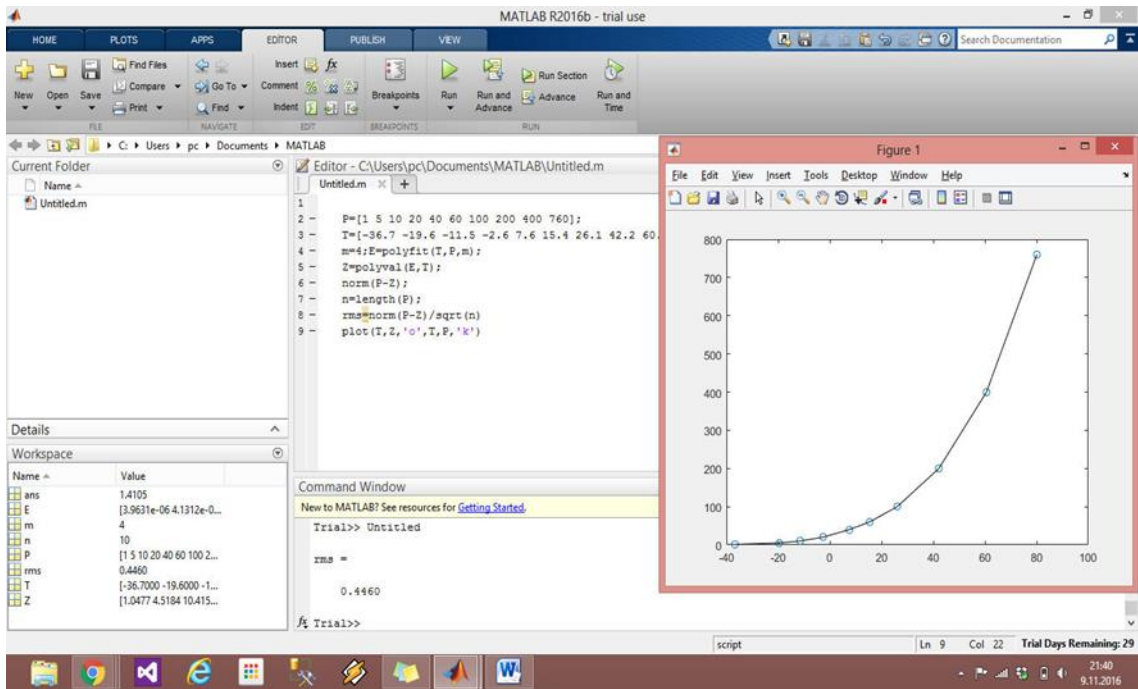 MATLAB R2016b - trial use
HOME PLOTS APPS EDITOR PUBLISH VIEW
Search Documentation
New Open Save
Find Files
Compare
Print
Go To
Find
Insert fx
Comment
Indent
Breakpoints
Run
Run and Advance
Run Section
Advance
Run and Time
FILE NAVIGATE EDIT BREAKPOINTS RUN
C: Users pc Documents MATLAB
Current Folder
Name
Untitled.m
Details
Workspace
Name Value
ans 1.4105
E [3.9631e-06 4.1312e-0...
m 4
n 10
P [1 5 10 20 40 60 100 2...
rms 0.4460
T [-36.7000 -19.6000 -1...
Z [1.0477 4.5184 10.415...
Editor - C:\Users\pc\Documents\MATLAB\Untitled.m
Untitled.m
1
2 - P=[1 5 10 20 40 60 100 200 400 760];
3 - T=[-36.7 -19.6 -11.5 -2.6 7.6 15.4 26.1 42.2 60.
4 - m=4;E=polyfit(T,P,m);
5 - Z=polyval(E,T);
6 - norm(P-Z);
7 - n=length(P);
8 - rms=norm(P-Z)/sqrt(n)
9 - plot(T,Z,'o',T,P,'k')
Command Window
New to MATLAB? See resources for Getting Started.
Trial>> Untitled
rms =
0.4460
fx Trial>>
Figure 1
File Edit View Insert Tools Desktop Window Help
800
700
600
500
400
300
200
100
0
-40 -20 0 20 40 60 80 100
script Ln 9 Col 22 Trial Days Remaining: 29
21:40
9.11.2016